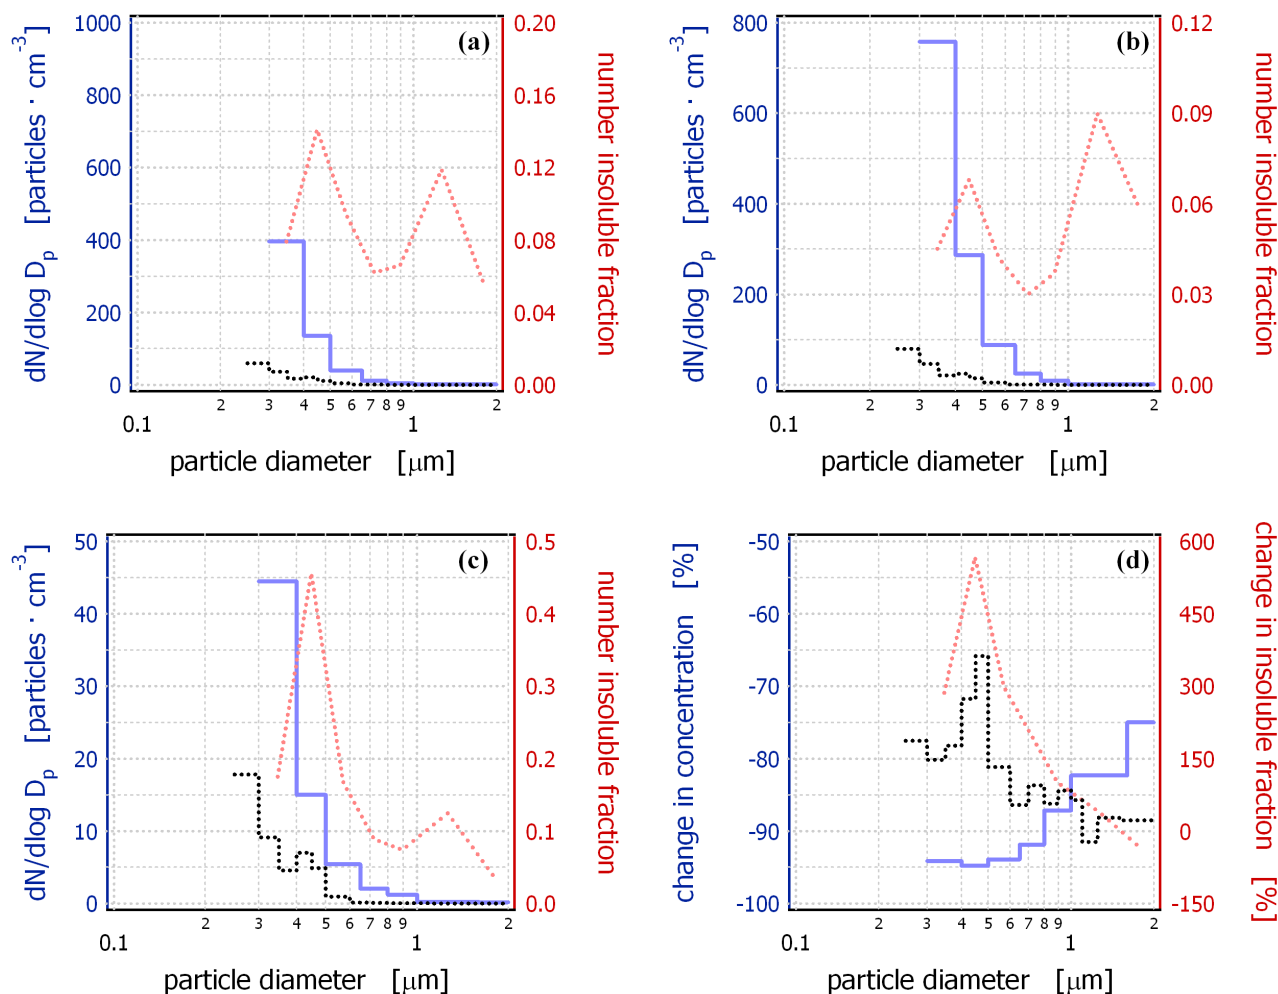 (a)
1000
800
600
400
200
0
dN/dlog Dp [particles · cm-3]
0.20
0.16
0.12
0.08
0.04
0.00
number insoluble fraction
2 3 4 5 6 7 8 9 2
0.1 1
particle diameter [μm]
(b)
800
600
400
200
0
dN/dlog Dp [particles · cm-3]
0.12
0.09
0.06
0.03
0.00
number insoluble fraction
2 3 4 5 6 7 8 9 2
0.1 1
particle diameter [μm]
(c)
50
40
30
20
10
0
dN/dlog Dp [particles · cm-3]
0.5
0.4
0.3
0.2
0.1
0.0
number insoluble fraction
2 3 4 5 6 7 8 9 2
0.1 1
particle diameter [μm]
(d)
-50
-60
-70
-80
-90
-100
change in concentration [%]
600
450
300
150
0
-150
change in insoluble fraction [%]
2 3 4 5 6 7 8 9 2
0.1 1
particle diameter [μm]